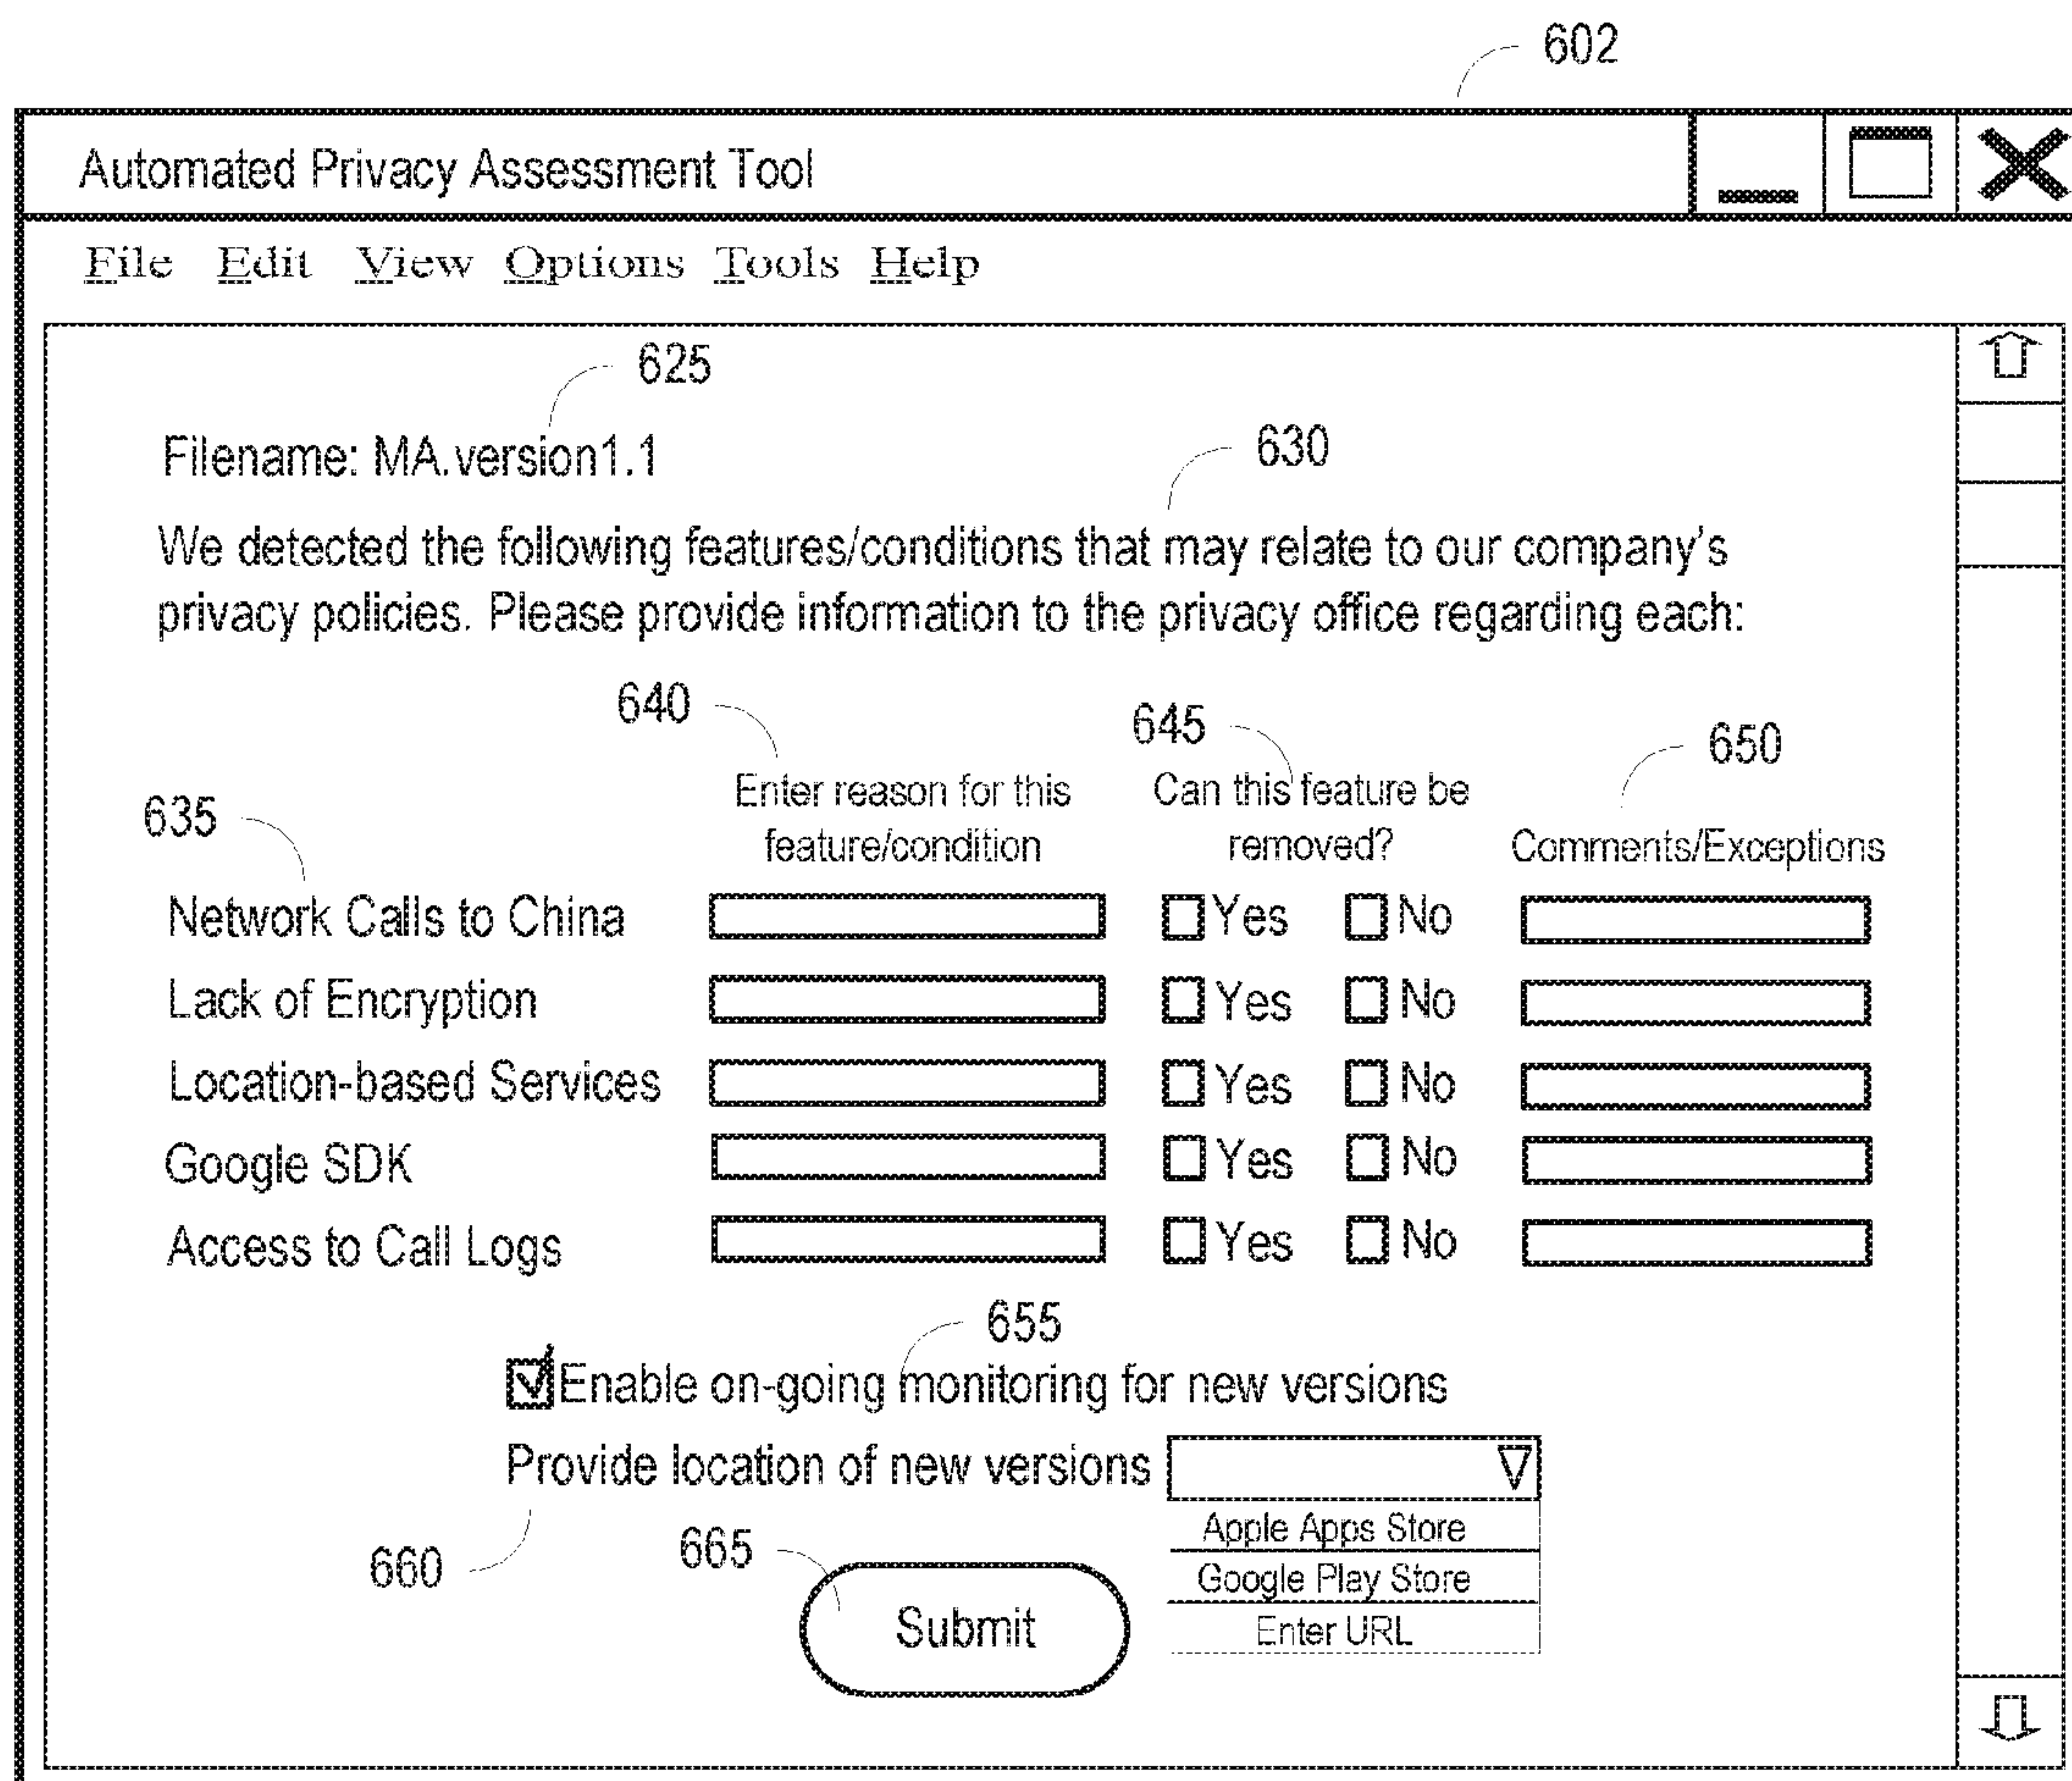 602
Automated Privacy Assessment Tool
File Edit View Options Tools Help
625
Filename: MA.version1.1
630
We detected the following features/conditions that may relate to our company's
privacy policies. Please provide information to the privacy office regarding each:
640
645
650
635
Enter reason for this
feature/condition
Can this feature be
removed?
Comments/Exceptions
Network Calls to China Yes No
Lack of Encryption Yes No
Location-based Services Yes No
Google SDK Yes No
Access to Call Logs Yes No
655
Enable on-going monitoring for new versions
Provide location of new versions
Apple Apps Store
Google Play Store
Enter URL
660
665
Submit